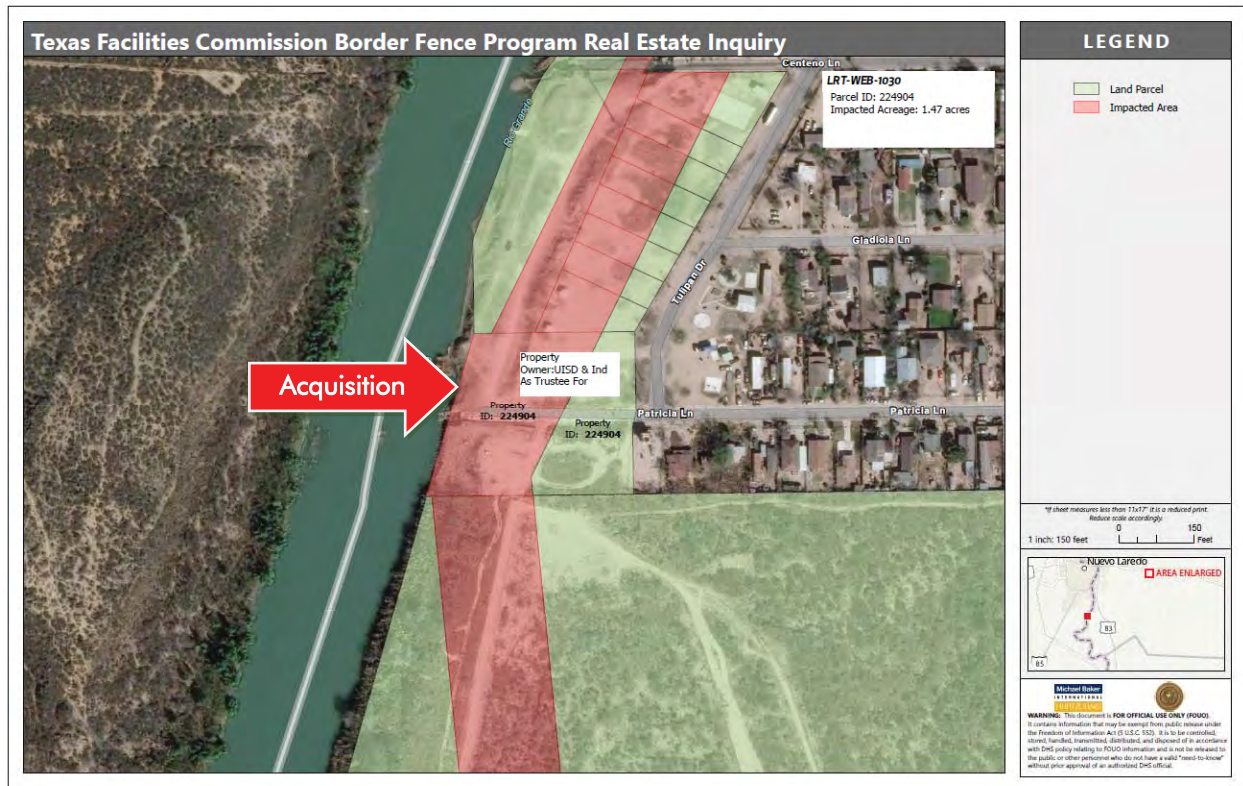 Texas Facilities Commission Border Fence Program Real Estate Inquiry
LEGEND
Land Parcel
Impacted Area
Centeno Ln
LRT-WEB-1030
Parcel ID: 224904
Impacted Acreage: 1.47 acres
Rio Grande
Gladiola Ln
Tulipan Dr
Acquisition
Property
Owner:UISD & Ind
As Trustee For
Property
ID: 224904
Property
ID: 224904
Patricia Ln
Patricia Ln
"If sheet measures less than 11x17" it is a reduced print.
Reduce scale accordingly.
0 150
1 inch: 150 feet Feet
Nuevo Laredo
AREA ENLARGED
83
85
Michael Baker
INTERNATIONAL
WARNING: This document is FOR OFFICIAL USE ONLY (FOUO).
It contains information that may be exempt from public release under
the Freedom of Information Act (5 U.S.C. 552). It is to be controlled,
stored, handled, transmitted, distributed, and disposed of in accordance
with DHS policy relating to FOUO information and is not be released to
the public or other personnel who do not have a valid "need-to-know"
without prior approval of an authorized DHS official.